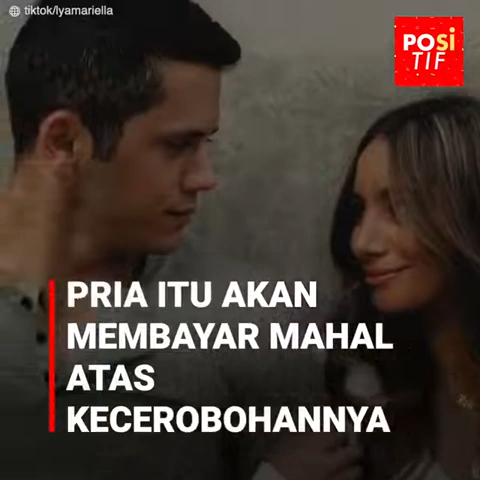 tiktok/lyamariella
POSi
TIF
PRIA ITU AKAN
MEMBAYAR MAHAL
ATAS
KECEROBOHANNYA